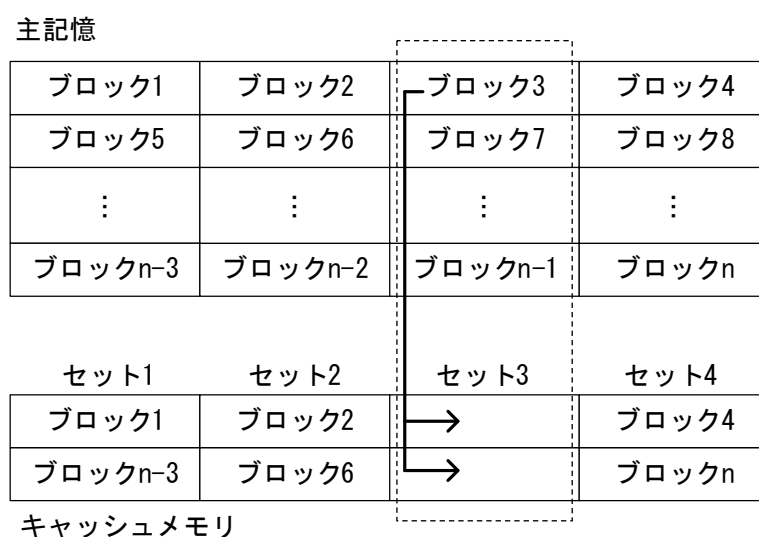 主記憶
ブロック1 ブロック2 ブロック3 ブロック4
ブロック5 ブロック6 ブロック7 ブロック8
⋮ ⋮ ⋮ ⋮
ブロックn-3 ブロックn-2 ブロックn-1 ブロックn
セット1 セット2 セット3 セット4
ブロック1 ブロック2 ブロック4
ブロックn-3 ブロック6 ブロックn
キャッシュメモリ